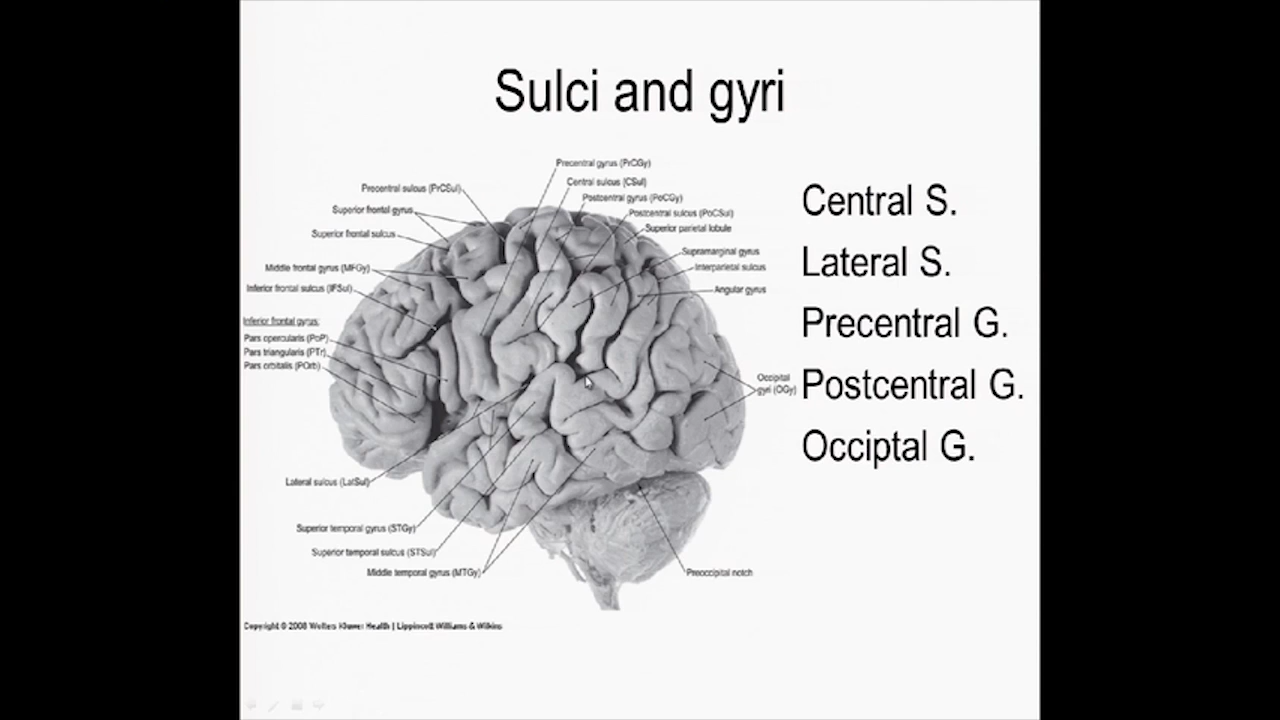 Sulci and gyri
Precentral gyrus (PrCGy)
Central sulcus (CSul)
Precentral sulcus (PrCSul)
Postcentral gyrus (PoCGy)
Superior frontal gyrus
Postcentral sulcus (PoCSul)
Superior parietal lobule
Superior frontal sulcus
Supramarginal gyrus
Middle frontal gyrus (MFGy)
Interparietal sulcus
Inferior frontal sulcus (IFSul)
Angular gyrus
Inferior frontal gyrus:
Pars opercularis (PoP)
Pars triangularis (PTr)
Pars orbitalis (POrb)
Occipital
gyri (OGy)
Lateral sulcus (LatSul)
Superior temporal gyrus (STGy)
Superior temporal sulcus (STSul)
Middle temporal gyrus (MTGy)
Preoccipital notch
Central S.
Lateral S.
Precentral G.
Postcentral G.
Occiptal G.
Copyright © 2008 Wolters Kluwer Health | Lippincott Williams & Wilkins